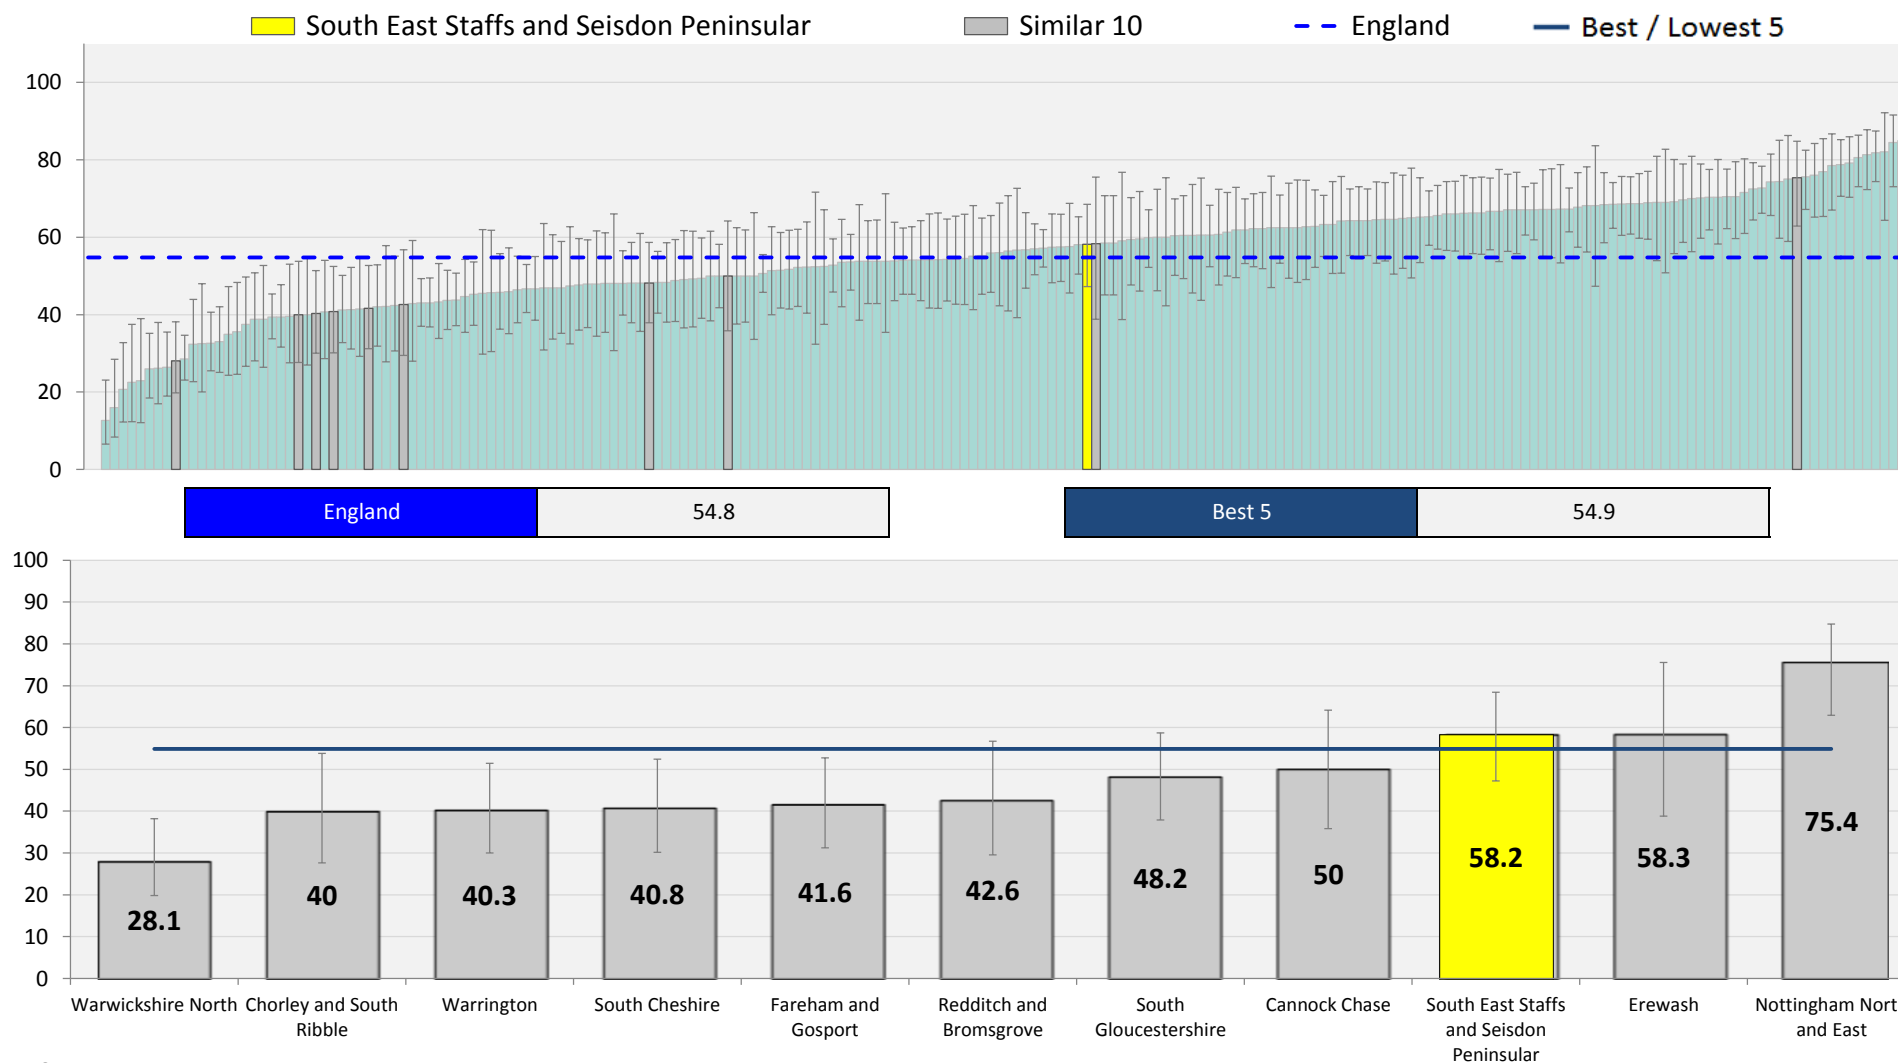 South East Staffs and Seisdon Peninsular
Similar 10
England
Best / Lowest 5
100
80
60
40
20
0
England
54.8
Best 5
54.9
100
90
80
70
60
50
40
30
20
10
0
28.1
40
40.3
40.8
41.6
42.6
48.2
50
58.2
58.3
75.4
Warwickshire North
Chorley and South
Ribble
Warrington
South Cheshire
Fareham and
Gosport
Redditch and
Bromsgrove
South
Gloucestershire
Cannock Chase
South East Staffs
and Seisdon
Peninsular
Erewash
Nottingham Nort
and East